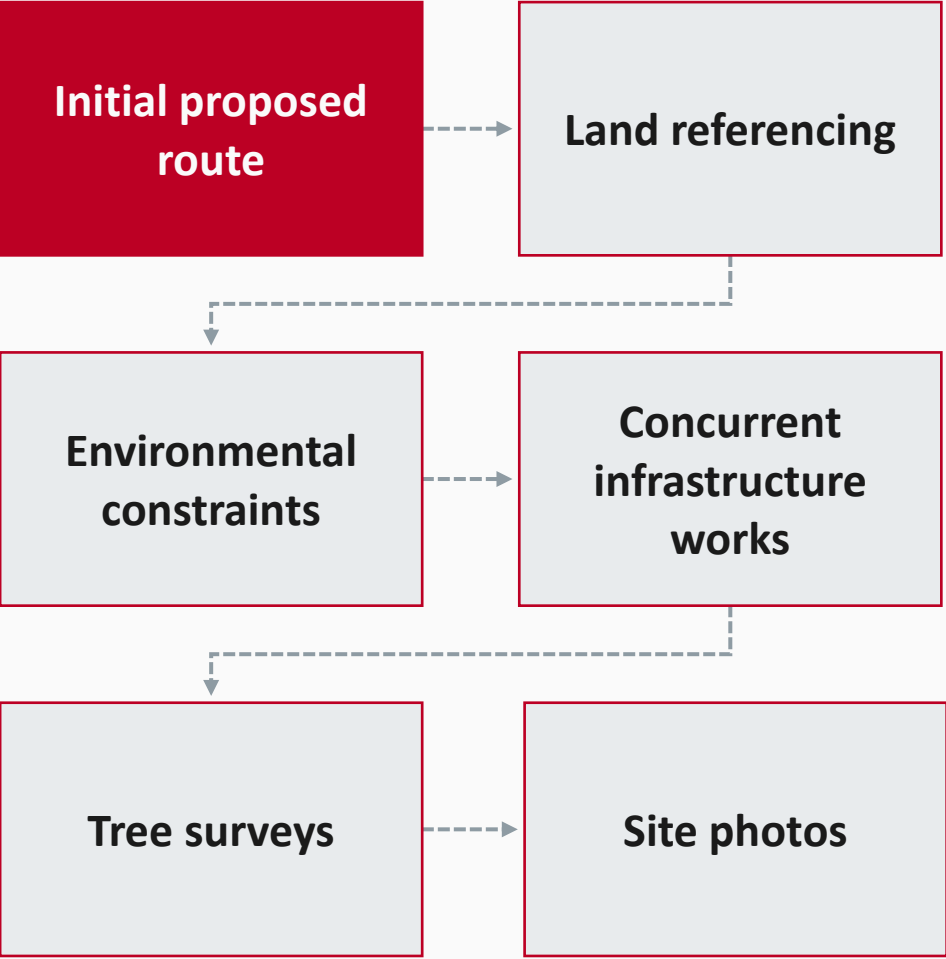 Initial proposed
route
Land referencing
Environmental
constraints
Concurrent
infrastructure
works
Tree surveys
Site photos